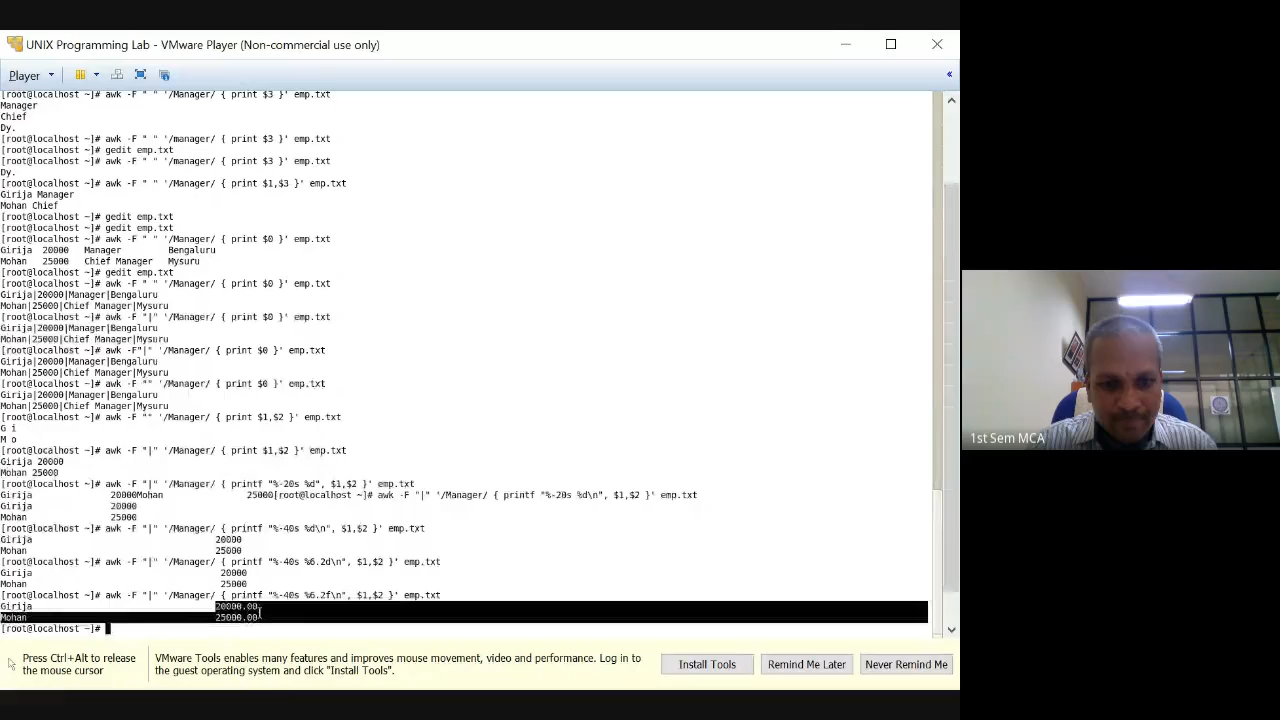 UNIX Programming Lab - VMware Player (Non-commercial use only)
Player
[root@localhost ~]# awk -F " " '/Manager/ { print $3 }' emp.txt
Manager
Chief
Dy.
[root@localhost ~]# awk -F " " '/manager/ { print $3 }' emp.txt
[root@localhost ~]# gedit emp.txt
[root@localhost ~]# awk -F " " '/manager/ { print $3 }' emp.txt
Dy.
[root@localhost ~]# awk -F " " '/Manager/ { print $1,$3 }' emp.txt
Girija Manager
Mohan Chief
[root@localhost ~]# gedit emp.txt
[root@localhost ~]# gedit emp.txt
[root@localhost ~]# awk -F " " '/Manager/ { print $0 }' emp.txt
Girija 20000 Manager Bengaluru
Mohan 25000 Chief Manager Mysuru
[root@localhost ~]# gedit emp.txt
[root@localhost ~]# awk -F " " '/Manager/ { print $0 }' emp.txt
Girija|20000|Manager|Bengaluru
Mohan|25000|Chief Manager|Mysuru
[root@localhost ~]# awk -F "|" '/Manager/ { print $0 }' emp.txt
Girija|20000|Manager|Bengaluru
Mohan|25000|Chief Manager|Mysuru
[root@localhost ~]# awk -F"|" '/Manager/ { print $0 }' emp.txt
Girija|20000|Manager|Bengaluru
Mohan|25000|Chief Manager|Mysuru
[root@localhost ~]# awk -F "" '/Manager/ { print $0 }' emp.txt
Girija|20000|Manager|Bengaluru
Mohan|25000|Chief Manager|Mysuru
[root@localhost ~]# awk -F "" '/Manager/ { print $1,$2 }' emp.txt
G i
M o
[root@localhost ~]# awk -F "|" '/Manager/ { print $1,$2 }' emp.txt
Girija 20000
Mohan 25000
[root@localhost ~]# awk -F "|" '/Manager/ { printf "%-20s %d", $1,$2 }' emp.txt
Girija 20000Mohan 25000[root@localhost ~]# awk -F "|" '/Manager/ { printf "%-20s %d\n", $1,$2 }' emp.txt
Girija 20000
Mohan 25000
[root@localhost ~]# awk -F "|" '/Manager/ { printf "%-40s %d\n", $1,$2 }' emp.txt
Girija 20000
Mohan 25000
[root@localhost ~]# awk -F "|" '/Manager/ { printf "%-40s %6.2d\n", $1,$2 }' emp.txt
Girija 20000
Mohan 25000
[root@localhost ~]# awk -F "|" '/Manager/ { printf "%-40s %6.2f\n", $1,$2 }' emp.txt
Girija 20000.00
Mohan 25000.00
[root@localhost ~]#
Press Ctrl+Alt to release
the mouse cursor
VMware Tools enables many features and improves mouse movement, video and performance. Log in to
the guest operating system and click "Install Tools".
Install Tools
Remind Me Later
Never Remind Me
1st Sem MCA